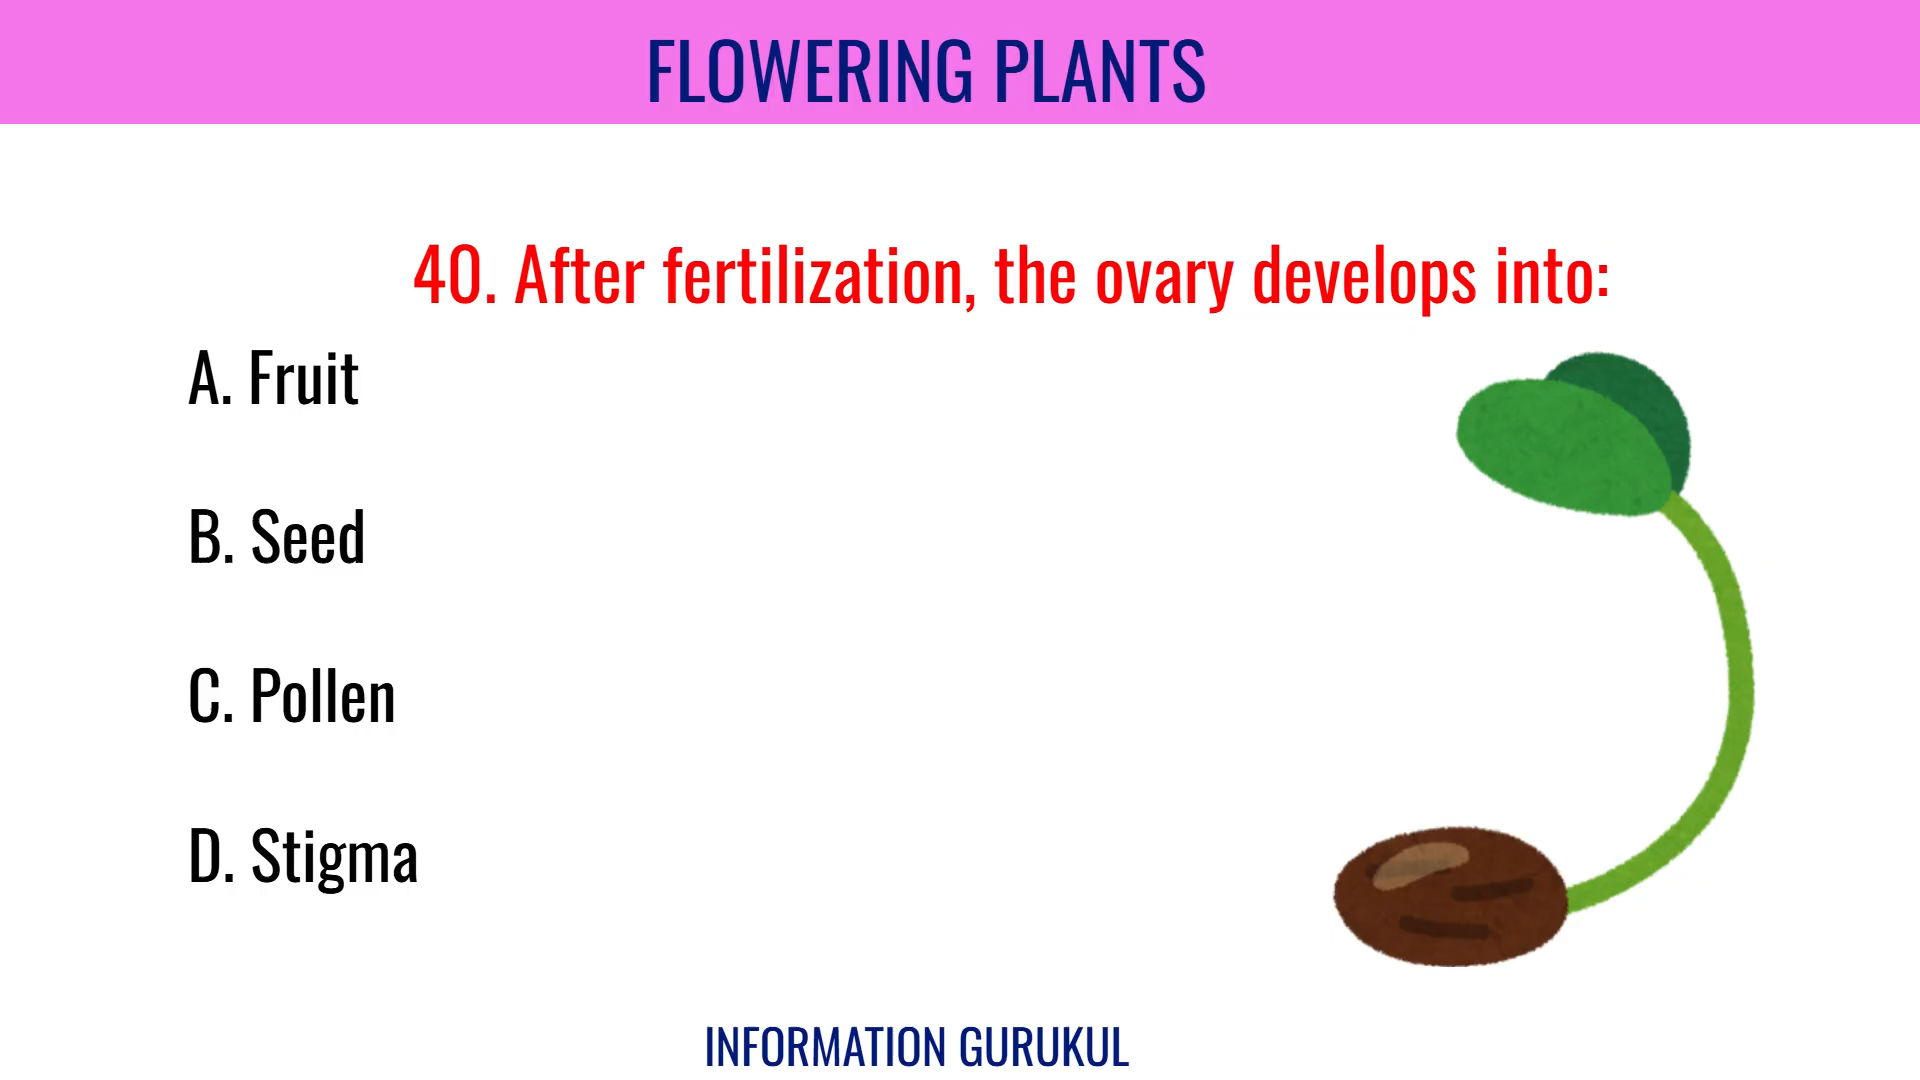 FLOWERING PLANTS
40. After fertilization, the ovary develops into:
A. Fruit
B. Seed
C. Pollen
D. Stigma
INFORMATION GURUKUL